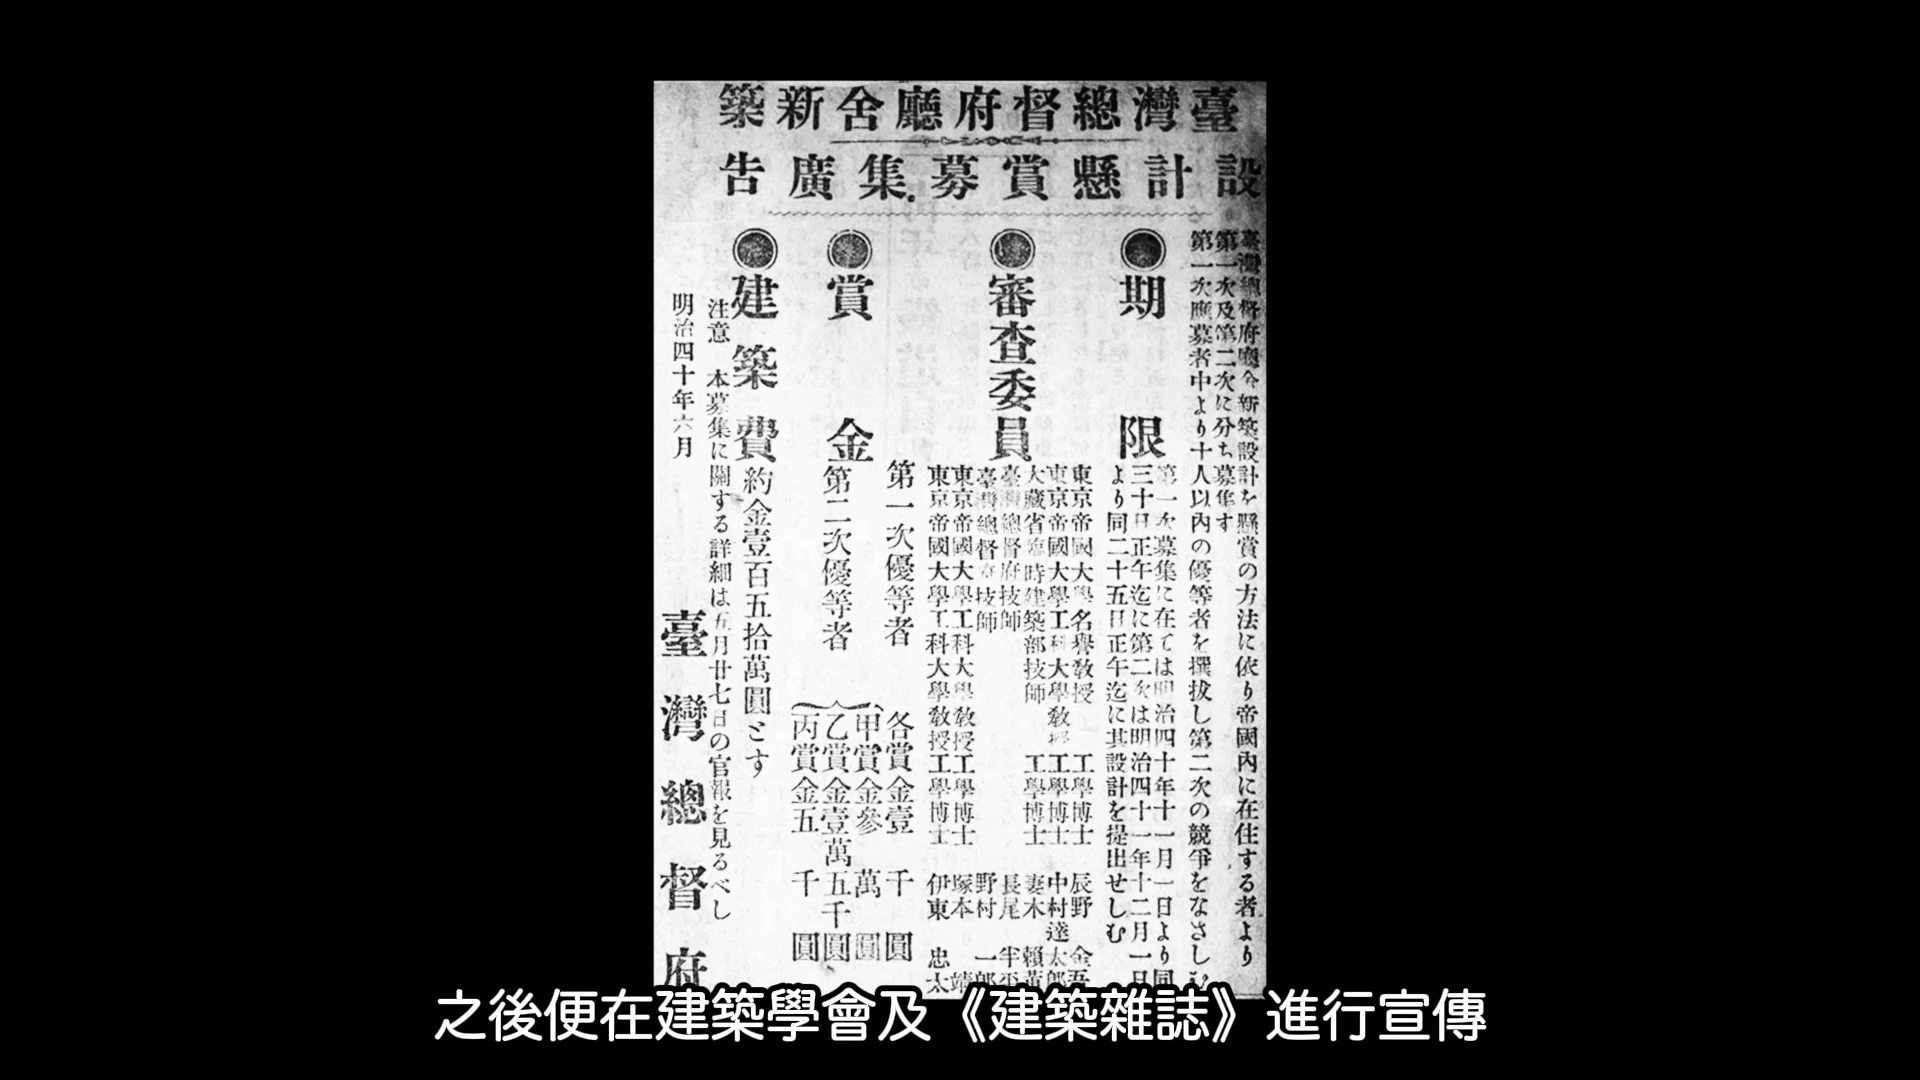 臺灣總督府廳舍新築
設計懸賞募集廣告
臺灣總督府廳舍新築設計を懸賞の方法に依り帝國內に在住する者より
第一次及第二次に分ち募集す
第一次應募者中より十人以內の優等者を撰拔し第二次の競爭をなさしむ
●期限
第一次募集に在ては明治四十年十一月一日より同
三十日正午迄に第二次は明治四十一年十二月一日
より同二十五日正午迄に其設計を提出せしむ
●審查委員
東京帝國大學名譽教授 工學博士 辰野 金吾
東京帝國大學工科大學教授 工學博士 中村達太郎
大藏省臨時建築部技師 工學博士 妻木 賴黃
臺灣總督府技師 長尾 半平
臺灣總督府技師 野村 一郎
東京帝國大學工科大學教授 工學博士 塚本 靖
東京帝國大學工科大學教授 工學博士 伊東 忠太
●賞金
第一次優等者 各賞金壹千圓
第二次優等者 甲賞金參萬圓
乙賞金壹萬五千圓
丙賞金五千圓
●建築費
約金壹百五拾萬圓とす
注意 本募集に關する詳細は五月廿七日の官報を見るべし
明治四十年六月
臺灣總督府
之後便在建築學會及《建築雜誌》進行宣傳